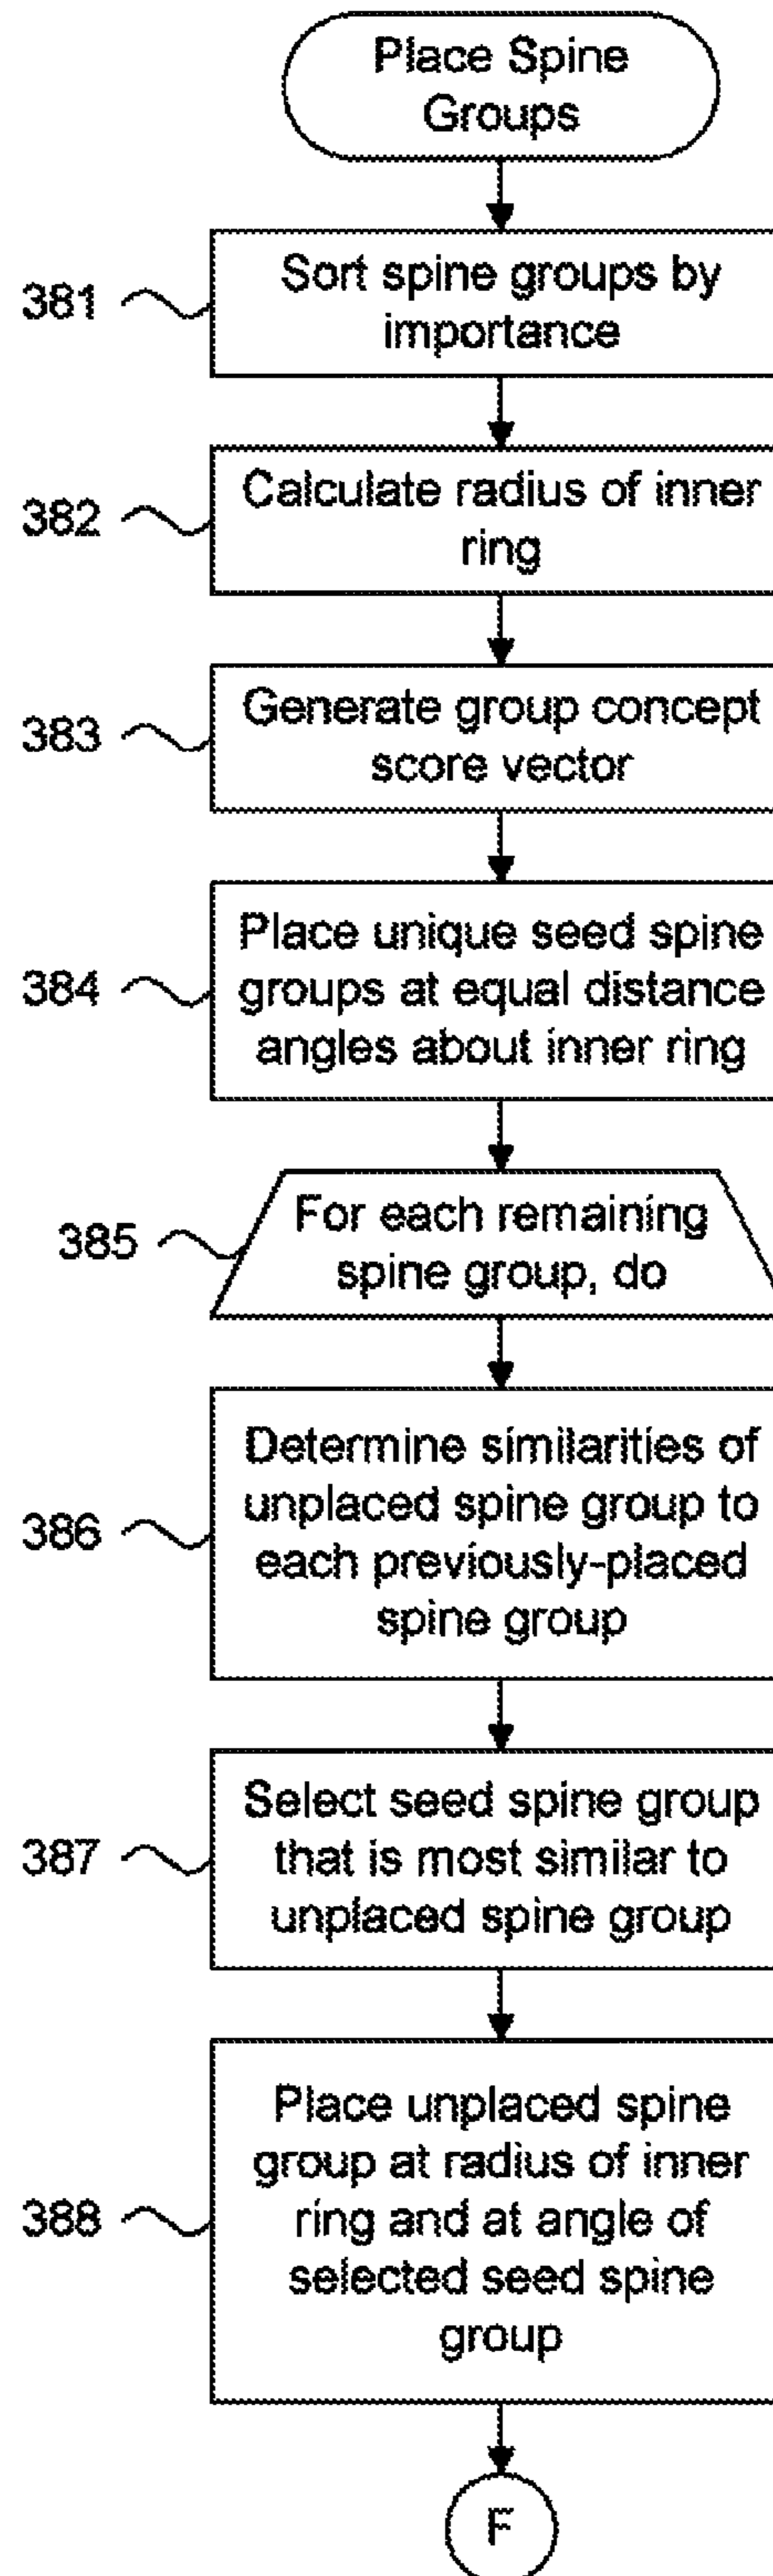 Place Spine
Groups
381
Sort spine groups by
importance
382
Calculate radius of inner
ring
383
Generate group concept
score vector
384
Place unique seed spine
groups at equal distance
angles about inner ring
385
For each remaining
spine group, do
386
Determine similarities of
unplaced spine group to
each previously-placed
spine group
387
Select seed spine group
that is most similar to
unplaced spine group
388
Place unplaced spine
group at radius of inner
ring and at angle of
selected seed spine
group
F